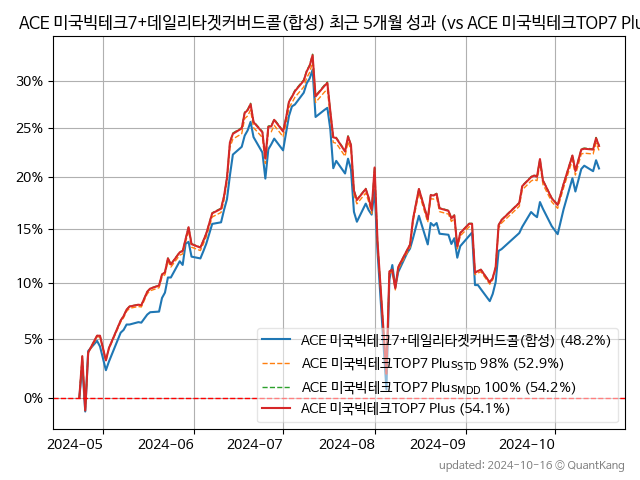 ACE 미국빅테크7+데일리타겟커버드콜(합성) 최근 5개월 성과 (vs ACE 미국빅테크TOP7 Plu
30%
25%
20%
15%
10%
5%
0%
ACE 미국빅테크7+데일리타겟커버드콜(합성) (48.2%)
ACE 미국빅테크TOP7 PlusSTD 98% (52.9%)
ACE 미국빅테크TOP7 PlusMDD 100% (54.2%)
ACE 미국빅테크TOP7 Plus (54.1%)
2024-05 2024-06 2024-07 2024-08 2024-09 2024-10
updated: 2024-10-16 © QuantKang